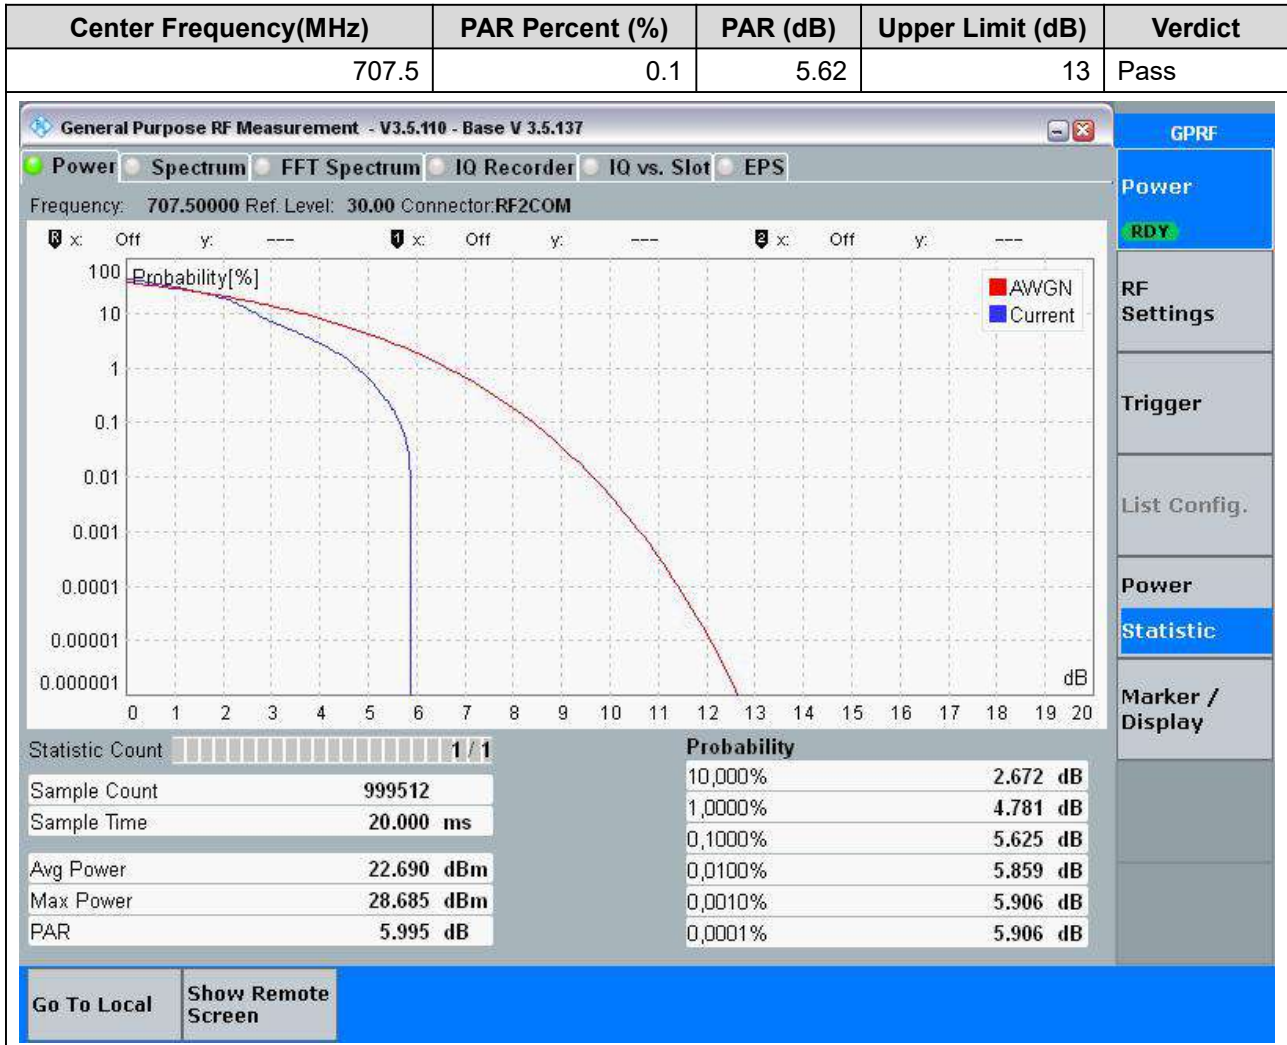 Center Frequency(MHz) PAR Percent (%) PAR (dB) Upper Limit (dB) Verdict
707.5 0.1 5.62 13 Pass
General Purpose RF Measurement - V3.5.110 - Base V 3.5.137
GPRF
Power Spectrum FFT Spectrum IQ Recorder IQ vs. Slot EPS
Power
RDY
Frequency: 707.50000 Ref. Level: 30.00 Connector:RF2COM
R x: Off y: --- 1 x: Off y: --- 2 x: Off y: ---
Probability[%]
AWGN
Current
100
10
1
0.1
0.01
0.001
0.0001
0.00001
0.000001
dB
0 1 2 3 4 5 6 7 8 9 10 11 12 13 14 15 16 17 18 19 20
RF
Settings
Trigger
List Config.
Power
Statistic
Marker /
Display
Statistic Count 1 / 1
Sample Count 999512
Sample Time 20.000 ms
Avg Power 22.690 dBm
Max Power 28.685 dBm
PAR 5.995 dB
Probability
10,000% 2.672 dB
1,0000% 4.781 dB
0,1000% 5.625 dB
0,0100% 5.859 dB
0,0010% 5.906 dB
0,0001% 5.906 dB
Go To Local
Show Remote
Screen